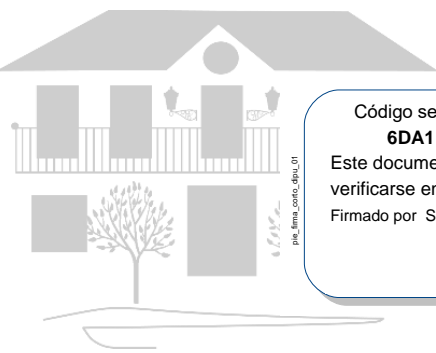 Código se
6DA1
Este docume
verificarse en
Firmado por S
pie_firma_corto_dipu_01